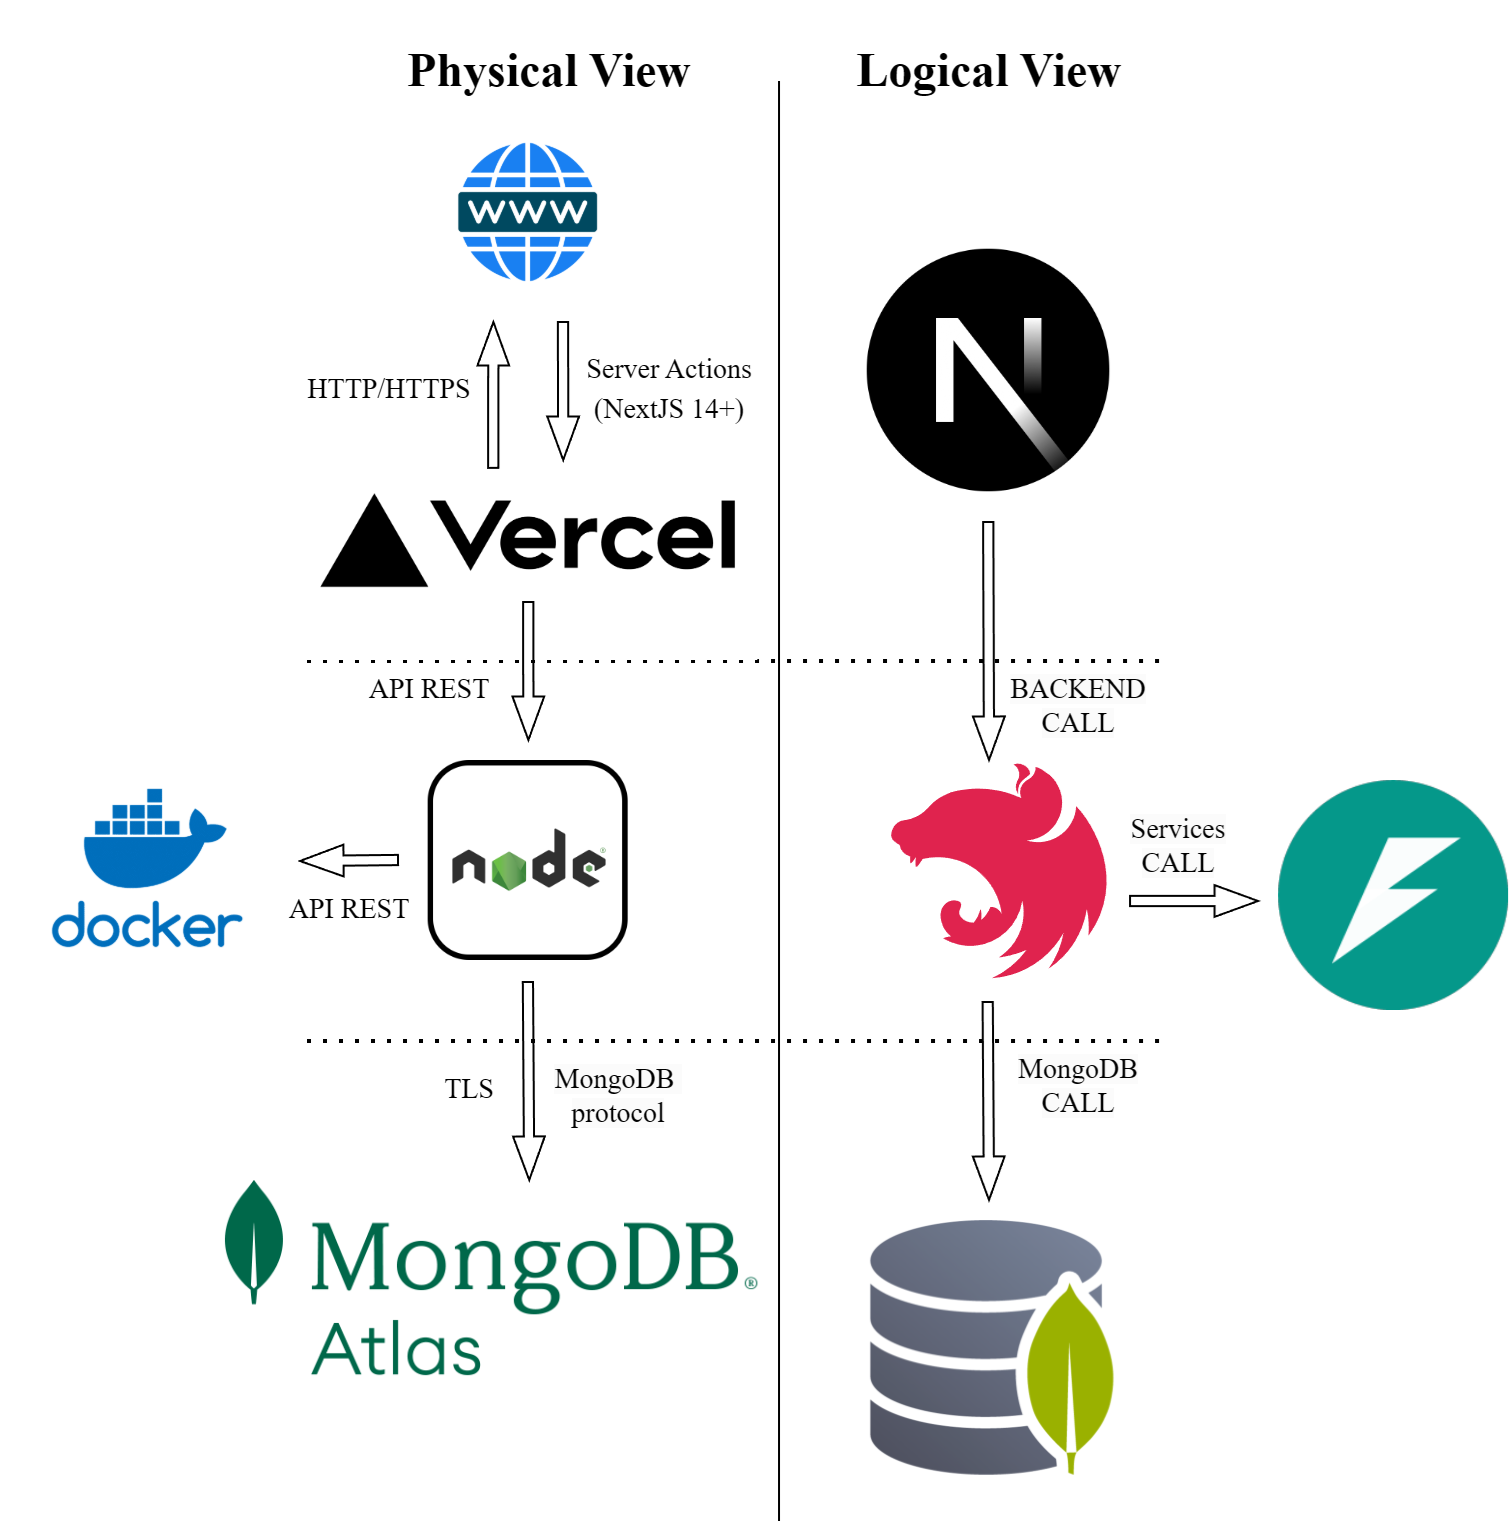 Physical View
Logical View
WWW
HTTP/HTTPS
Server Actions
(NextJS 14+)
N
Vercel
API REST
BACKEND
CALL
docker
API REST
node®
Services
CALL
TLS
MongoDB
protocol
MongoDB
CALL
MongoDB®
Atlas